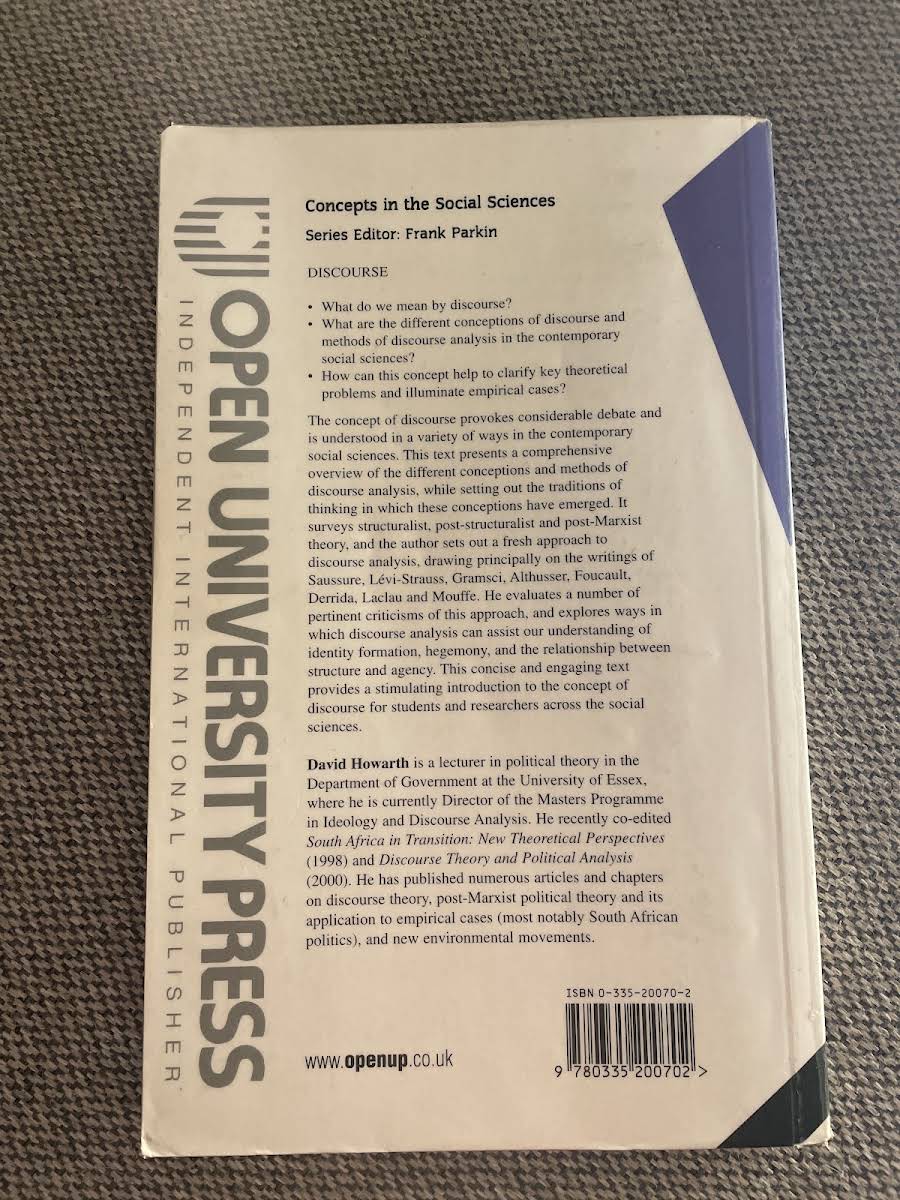 Concepts in the Social Sciences
Series Editor: Frank Parkin
DISCOURSE
• What do we mean by discourse?
• What are the different conceptions of discourse and
methods of discourse analysis in the contemporary
social sciences?
• How can this concept help to clarify key theoretical
problems and illuminate empirical cases?
The concept of discourse provokes considerable debate and
is understood in a variety of ways in the contemporary
social sciences. This text presents a comprehensive
overview of the different conceptions and methods of
discourse analysis, while setting out the traditions of
thinking in which these conceptions have emerged. It
surveys structuralist, post-structuralist and post-Marxist
theory, and the author sets out a fresh approach to
discourse analysis, drawing principally on the writings of
Saussure, Lévi-Strauss, Gramsci, Althusser, Foucault,
Derrida, Laclau and Mouffe. He evaluates a number of
pertinent criticisms of this approach, and explores ways in
which discourse analysis can assist our understanding of
identity formation, hegemony, and the relationship between
structure and agency. This concise and engaging text
provides a stimulating introduction to the concept of
discourse for students and researchers across the social
sciences.
David Howarth is a lecturer in political theory in the
Department of Government at the University of Essex,
where he is currently Director of the Masters Programme
in Ideology and Discourse Analysis. He recently co-edited
South Africa in Transition: New Theoretical Perspectives
(1998) and Discourse Theory and Political Analysis
(2000). He has published numerous articles and chapters
on discourse theory, post-Marxist political theory and its
application to empirical cases (most notably South African
politics), and new environmental movements.
ISBN 0-335-20070-2
9 780335 200702 >
www.openup.co.uk
OPEN UNIVERSITY PRESS
INDEPENDENT INTERNATIONAL PUBLISHER